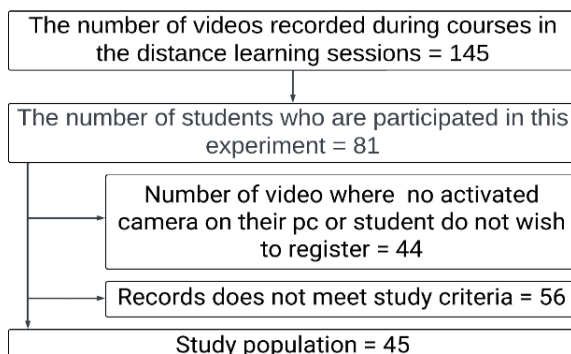 The number of videos recorded during courses in
the distance learning sessions = 145
The number of students who are participated in this
experiment = 81
Number of video where no activated
camera on their pc or student do not wish
to register = 44
Records does not meet study criteria = 56
Study population = 45